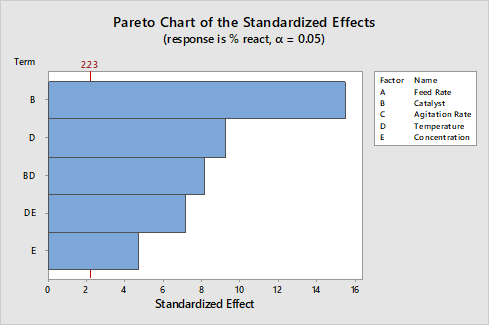 Pareto Chart of the Standardized Effects
(response is % react, α = 0.05)
Term
2.23
B
D
BD
DE
E
0 2 4 6 8 10 12 14 16
Standardized Effect
Factor Name
A Feed Rate
B Catalyst
C Agitation Rate
D Temperature
E Concentration